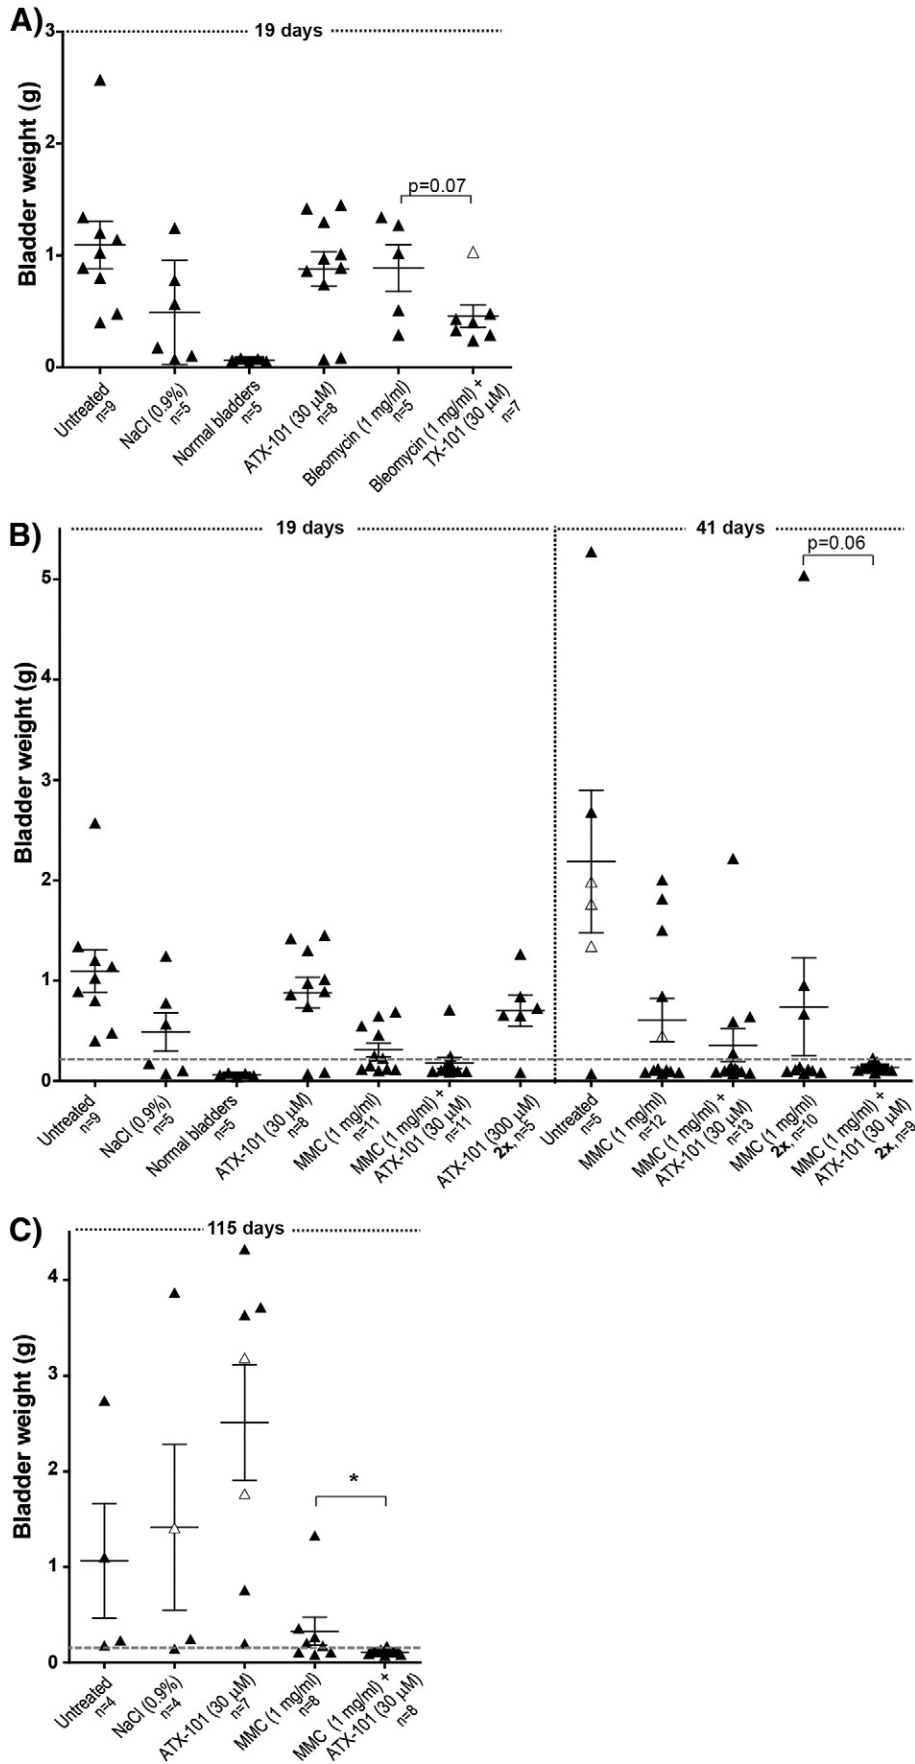 A)
19 days
Bladder weight (g)
3
2
1
0
p=0.07
Untreated
n=9
NaCl (0.9%)
n=5
Normal bladders
n=5
ATX-101 (30 µM)
n=8
Bleomycin (1 mg/ml)
n=5
Bleomycin (1 mg/ml) +
TX-101 (30 µM)
n=7
B)
19 days
41 days
Bladder weight (g)
5
4
3
2
1
0
p=0.06
Untreated
n=9
NaCl (0.9%)
n=5
Normal bladders
n=5
ATX-101 (30 µM)
n=8
MMC (1 mg/ml)
n=11
MMC (1 mg/ml) +
ATX-101 (30 µM)
n=11
ATX-101 (300 µM)
2x, n=5
Untreated
n=5
MMC (1 mg/ml)
n=12
MMC (1 mg/ml) +
ATX-101 (30 µM)
n=13
MMC (1 mg/ml)
2x, n=10
MMC (1 mg/ml) +
ATX-101 (30 µM)
2x, n=9
C)
115 days
Bladder weight (g)
4
3
2
1
0
*
Untreated
n=4
NaCl (0.9%)
n=4
ATX-101 (30 µM)
n=7
MMC (1 mg/ml)
n=8
MMC (1 mg/ml) +
ATX-101 (30 µM)
n=8